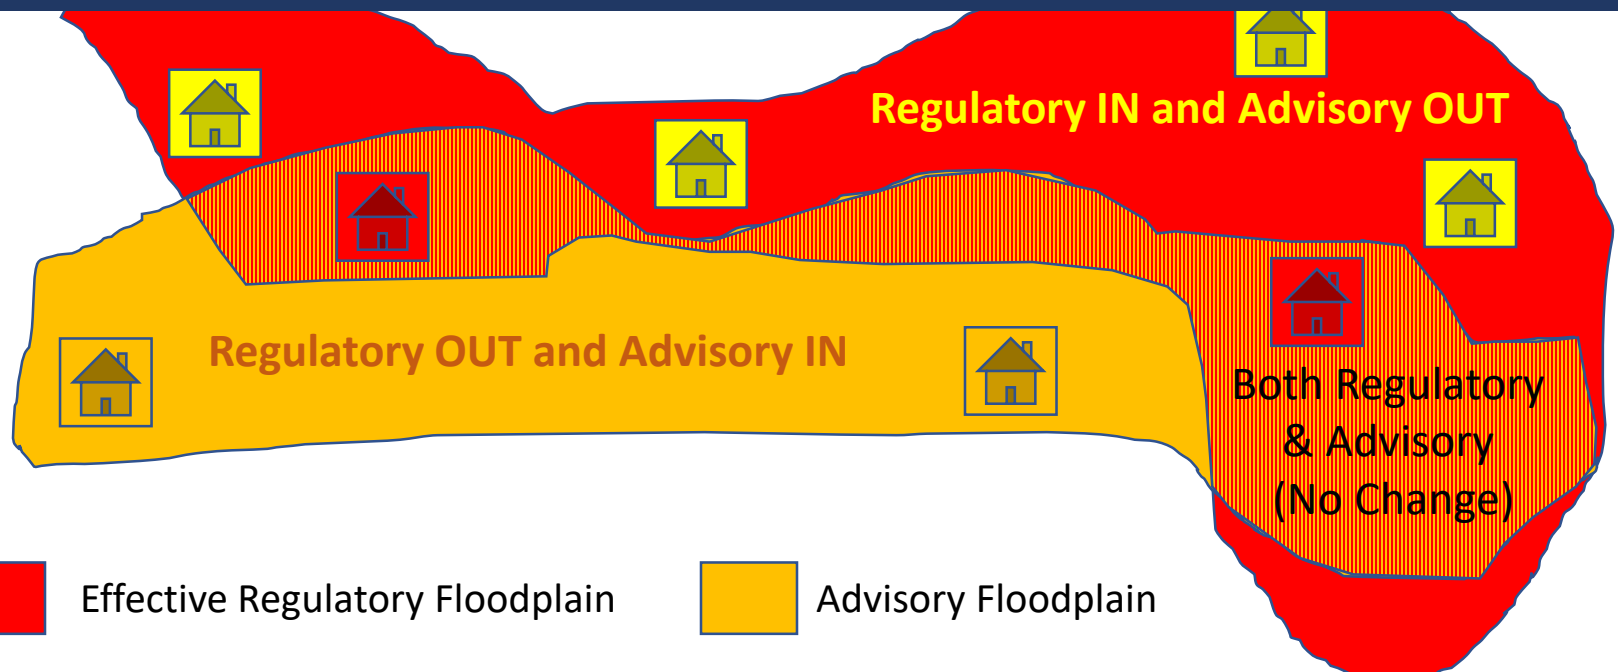 Regulatory IN and Advisory OUT
Regulatory OUT and Advisory IN
Both Regulatory
& Advisory
(No Change)
Effective Regulatory Floodplain
Advisory Floodplain